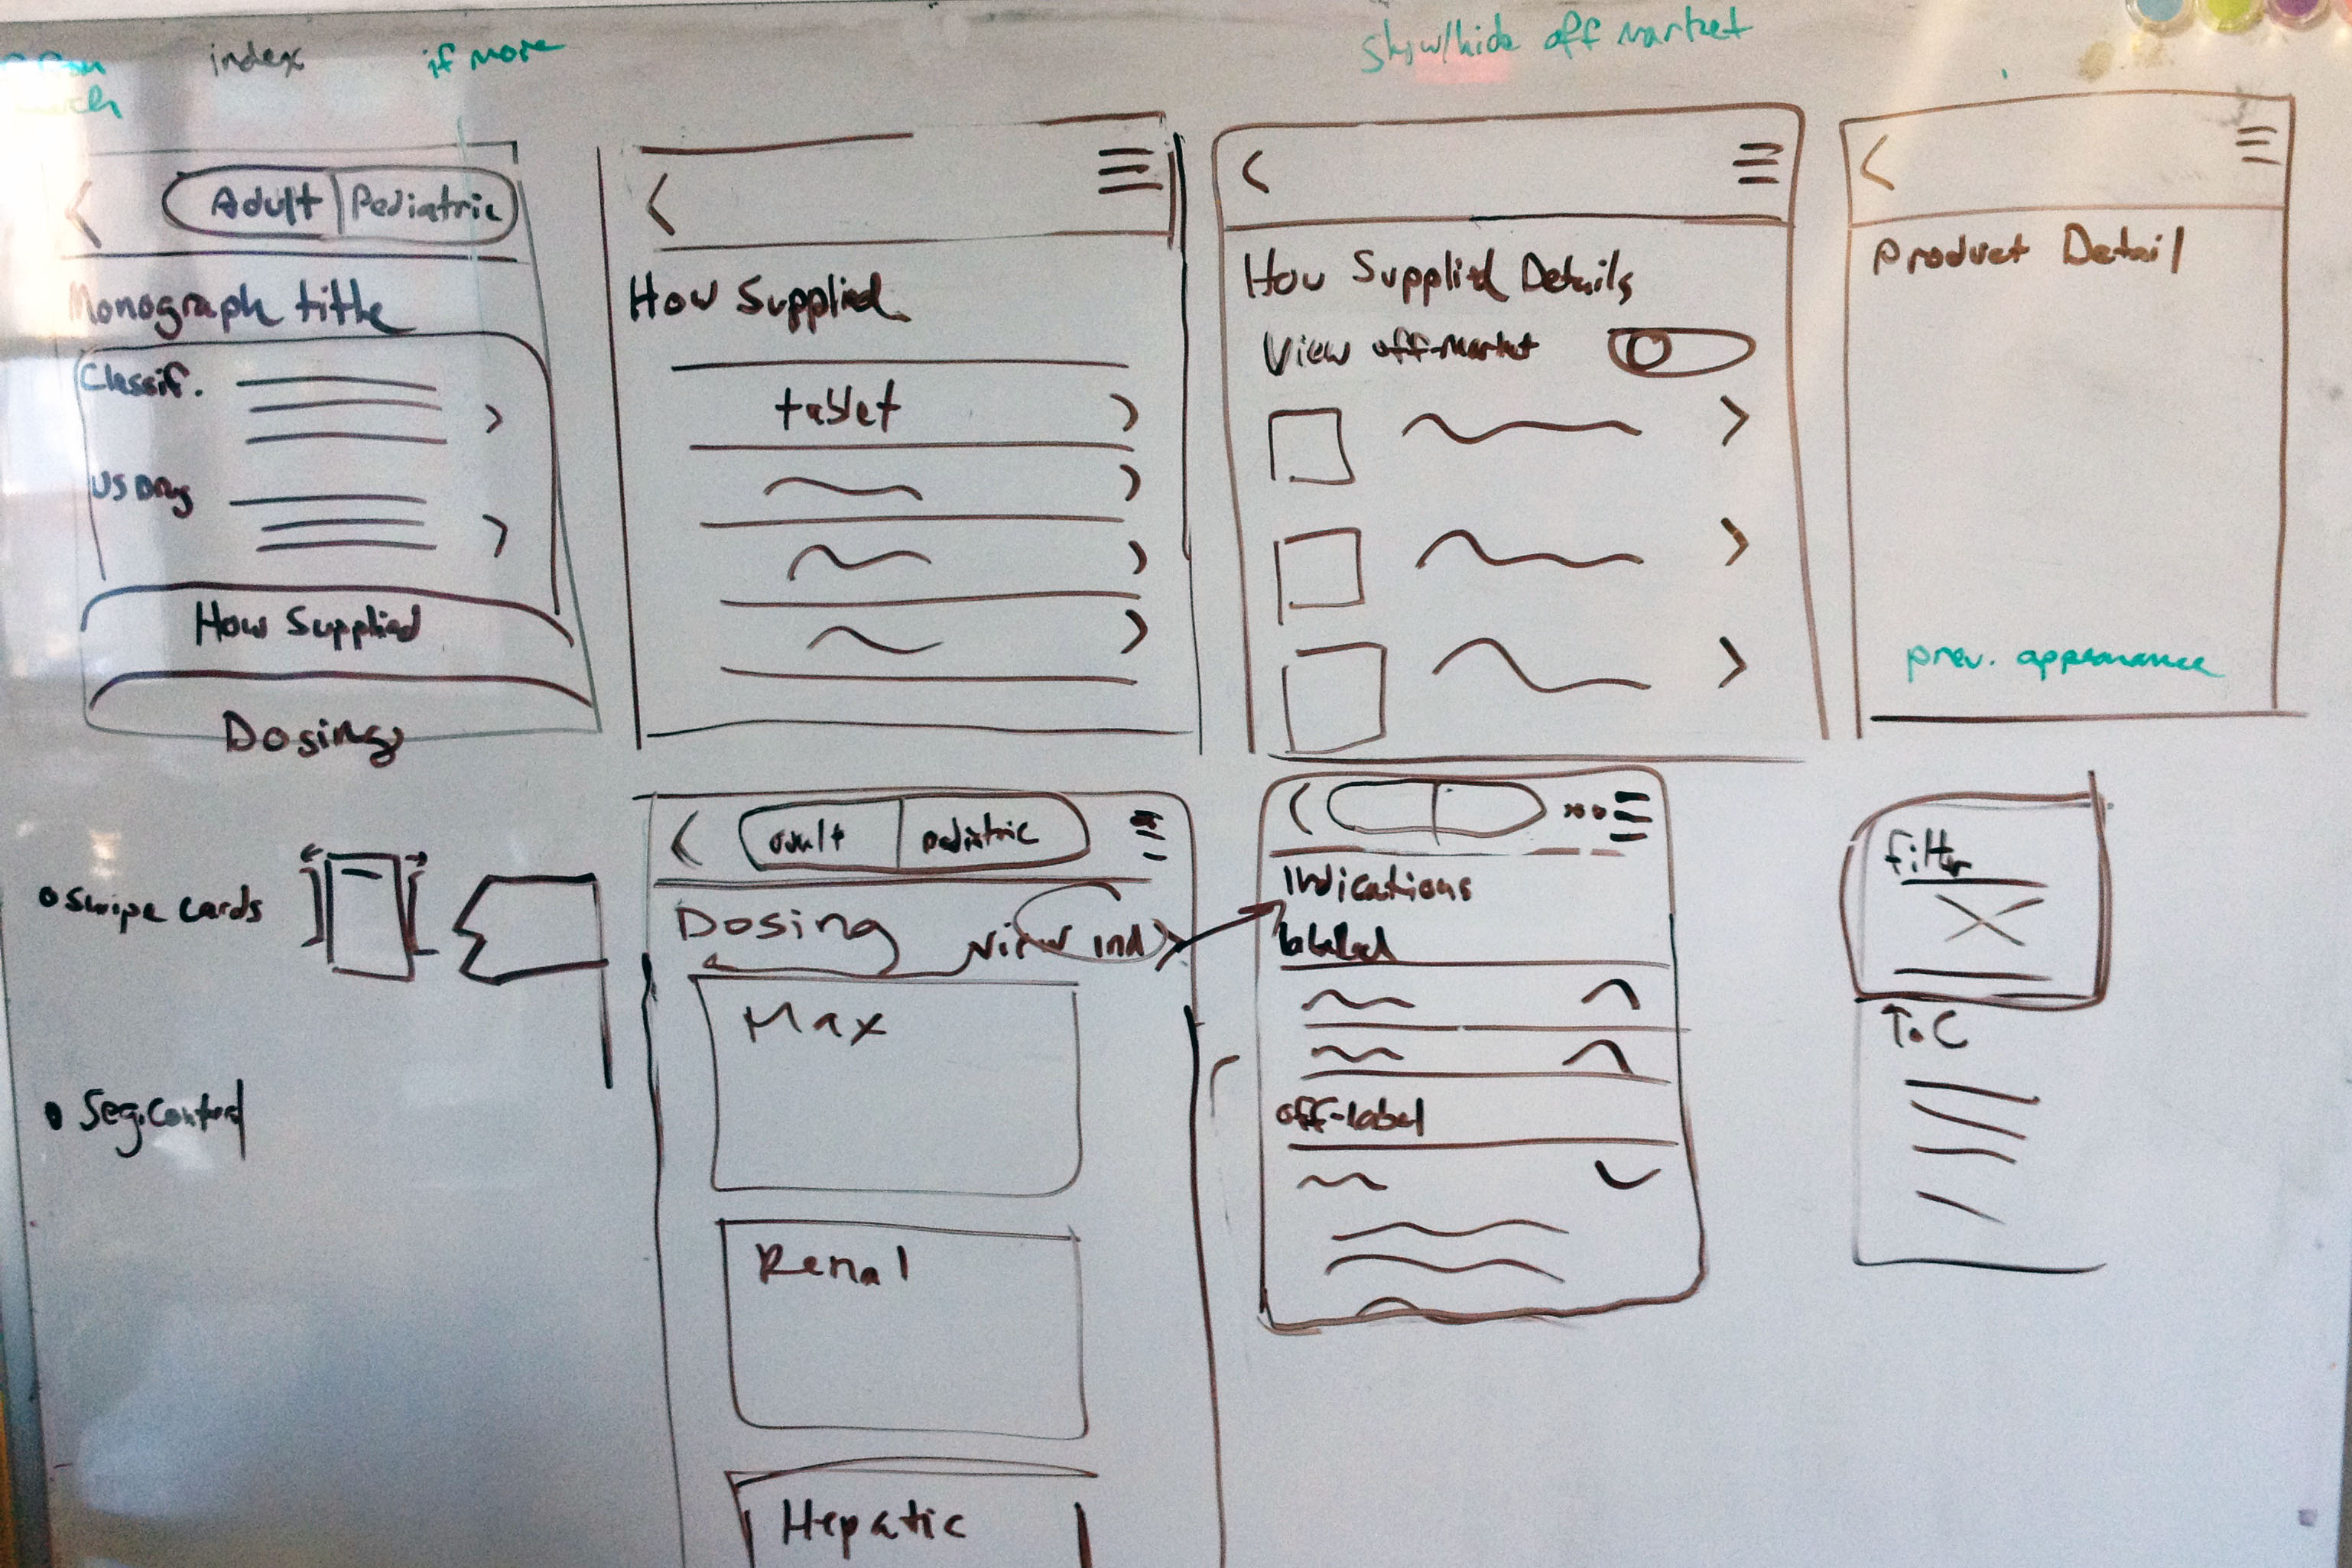 index
if more
show/hide off market
Adult Pediatric
Monograph title
Classif.
US Drug
How Supplied
Dosing
How Supplied
tablet
How Supplied Details
View off-market
Product Detail
prev. appearance
swipe cards
Seg. Control
adult pediatric
Dosing
View Ind
Max
Renal
Hepatic
Indications
labeled
off-label
filter
ToC